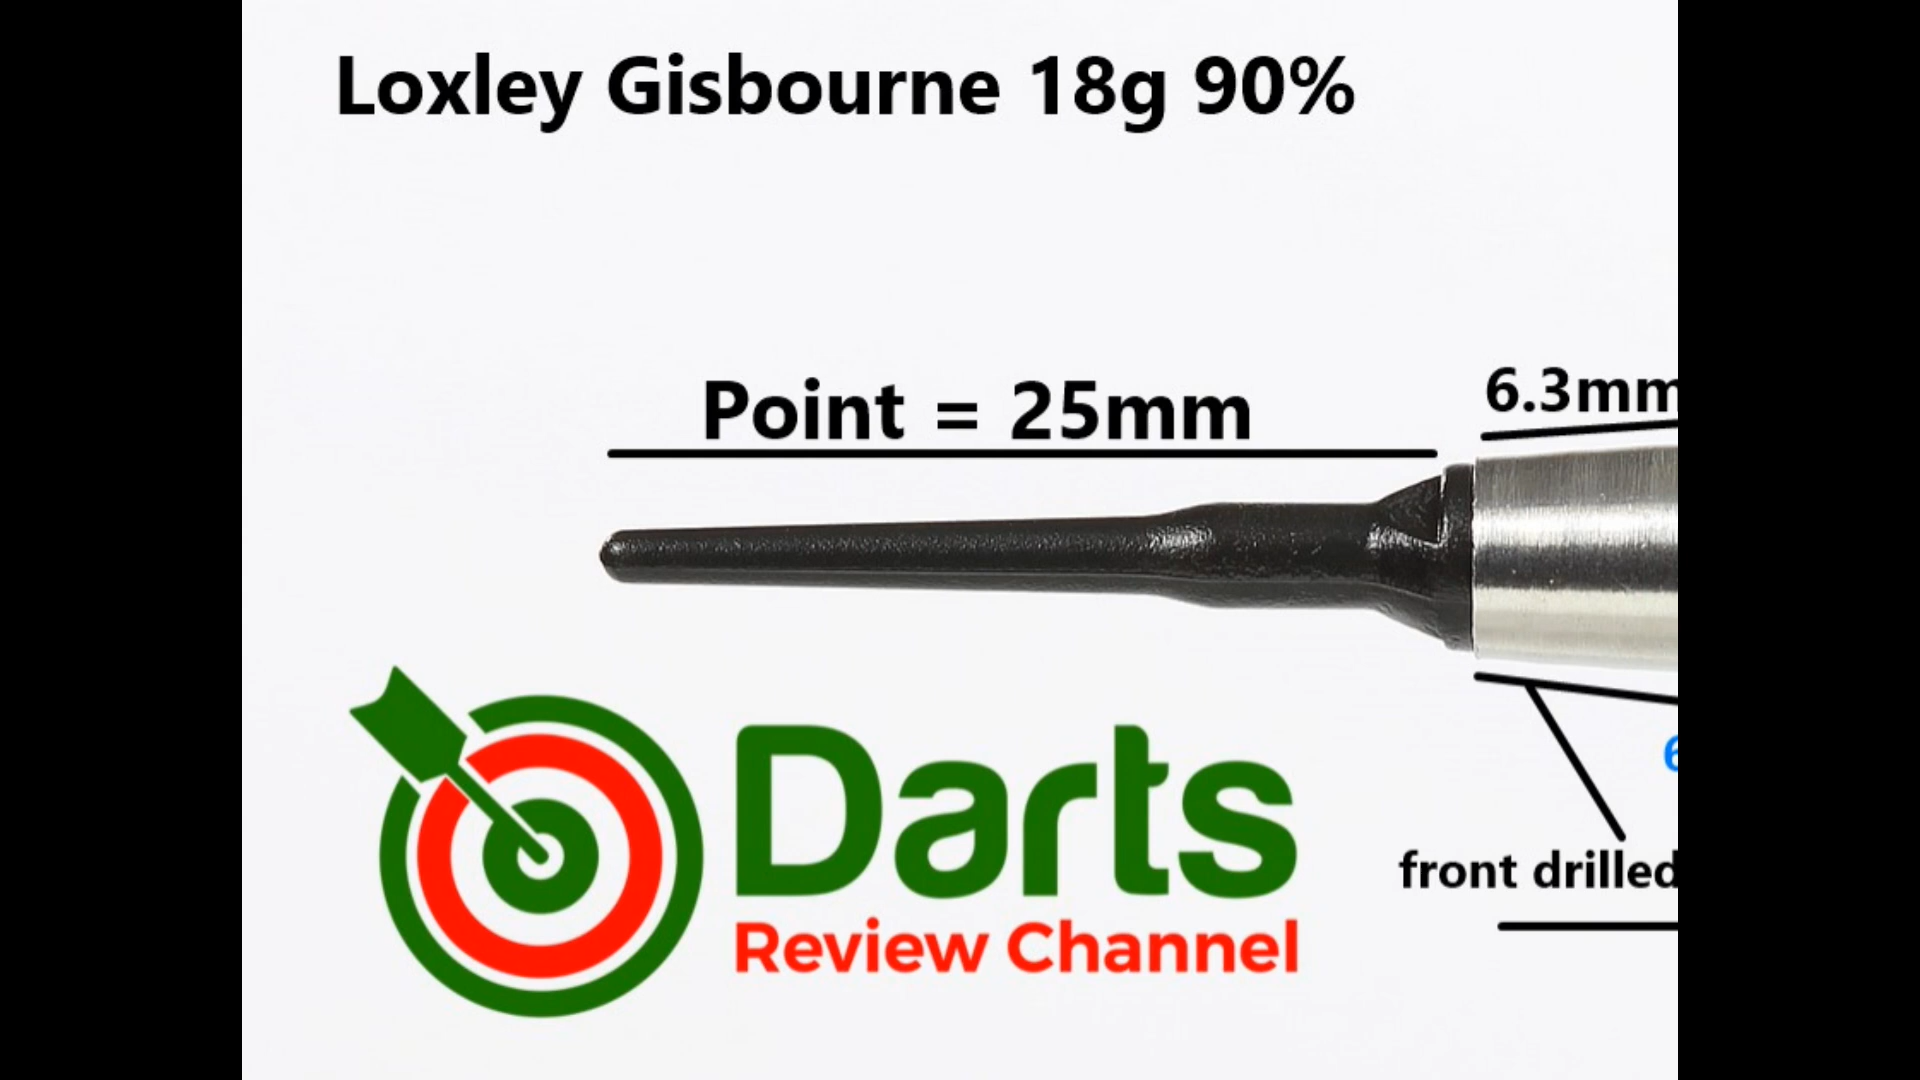 Loxley Gisbourne 18g 90%
Point = 25mm
6.3mm
Darts
Review Channel
front drilled